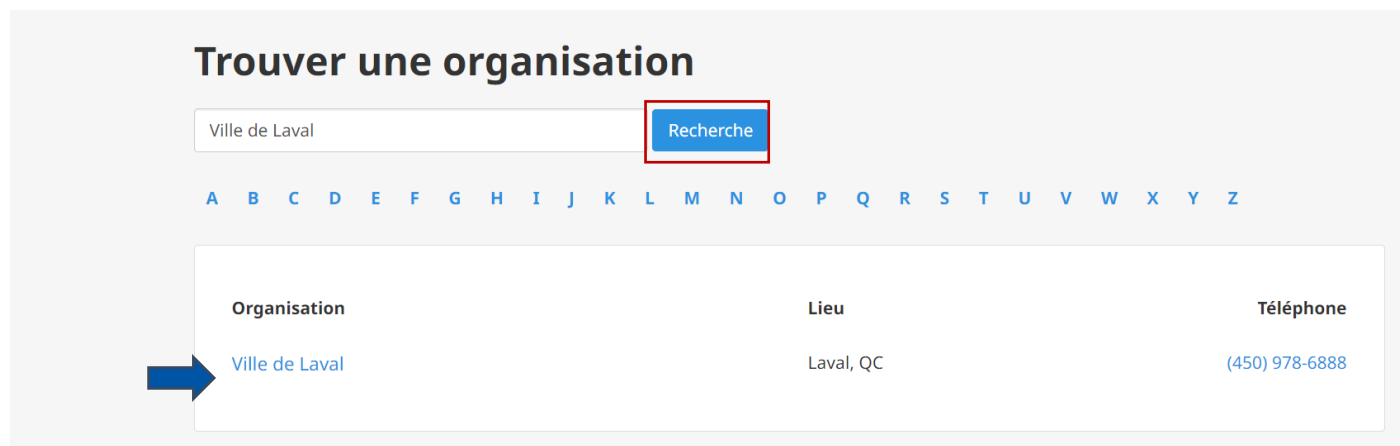 Trouver une organisation
Ville de Laval Recherche
A B C D E F G H I J K L M N O P Q R S T U V W X Y Z
Organisation Lieu Téléphone
Ville de Laval Laval, QC (450) 978-6888